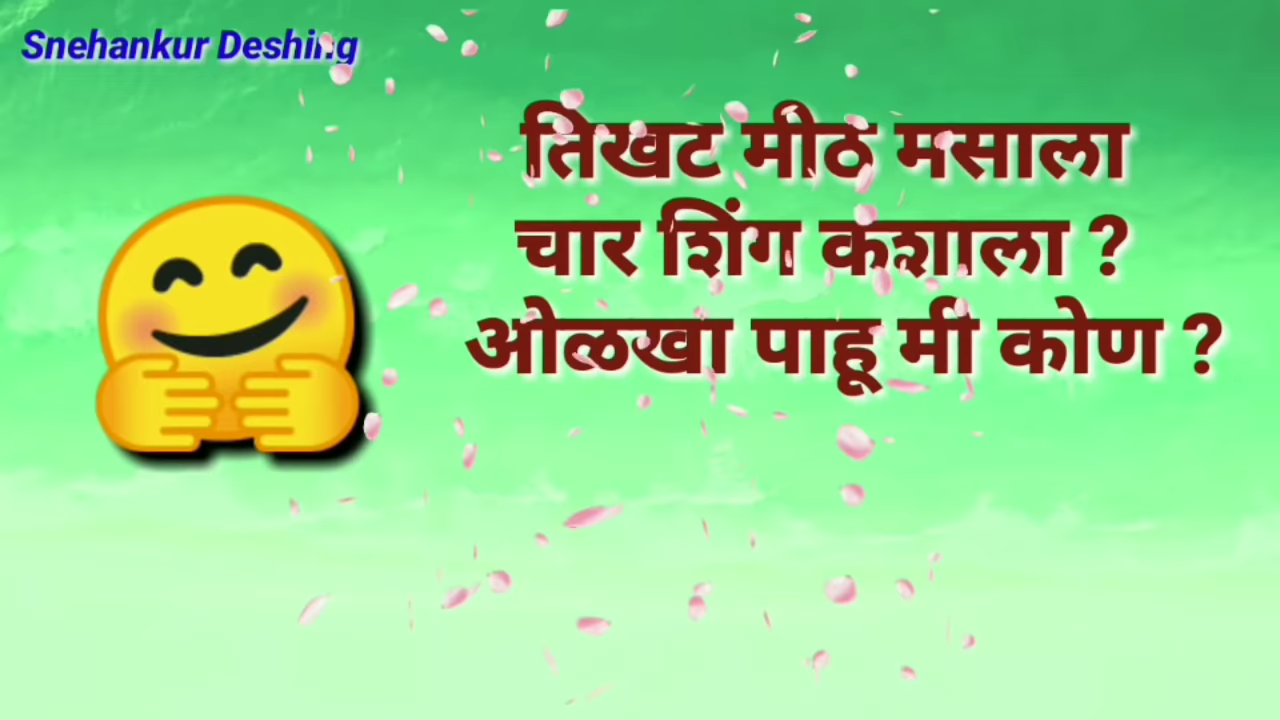 Snehankur Deshing
तिखट मीठ मसाला
चार शिंग कशाला ?
ओळखा पाहू मी कोण ?